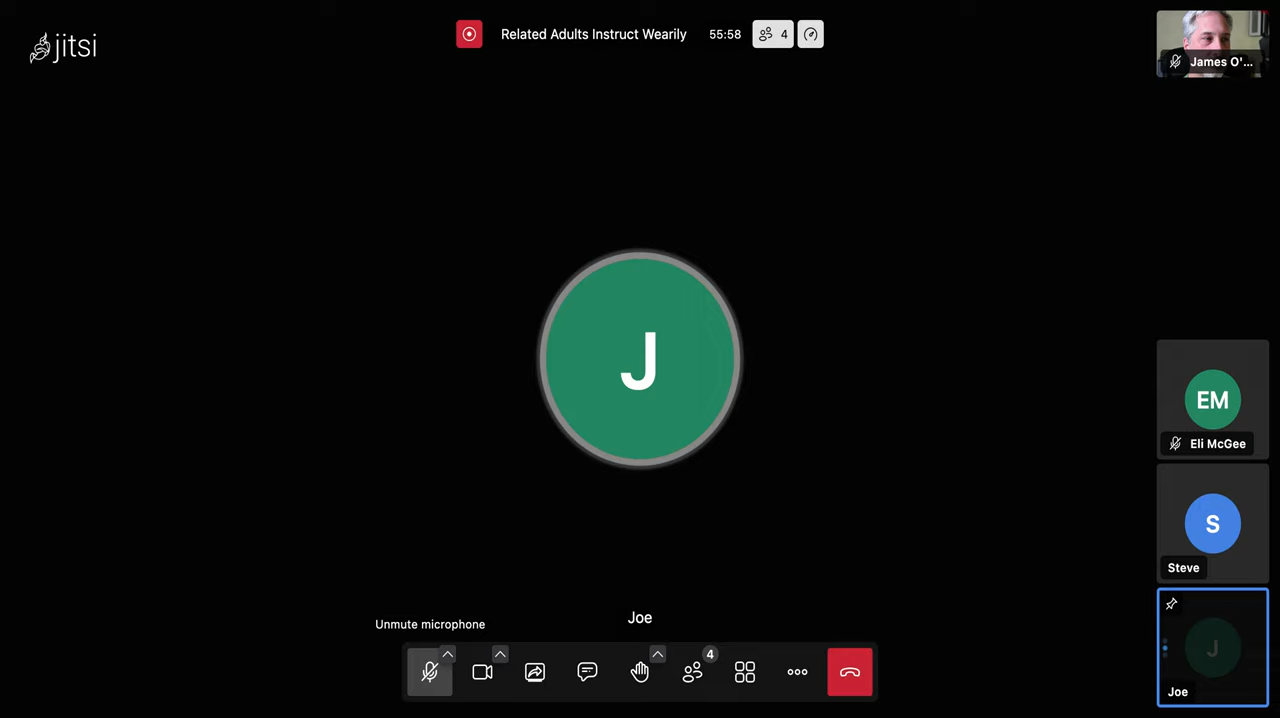 jitsi
Related Adults Instruct Wearily
55:58
4
James O'...
J
EM
Eli McGee
S
Steve
J
Joe
Joe
Unmute microphone
4